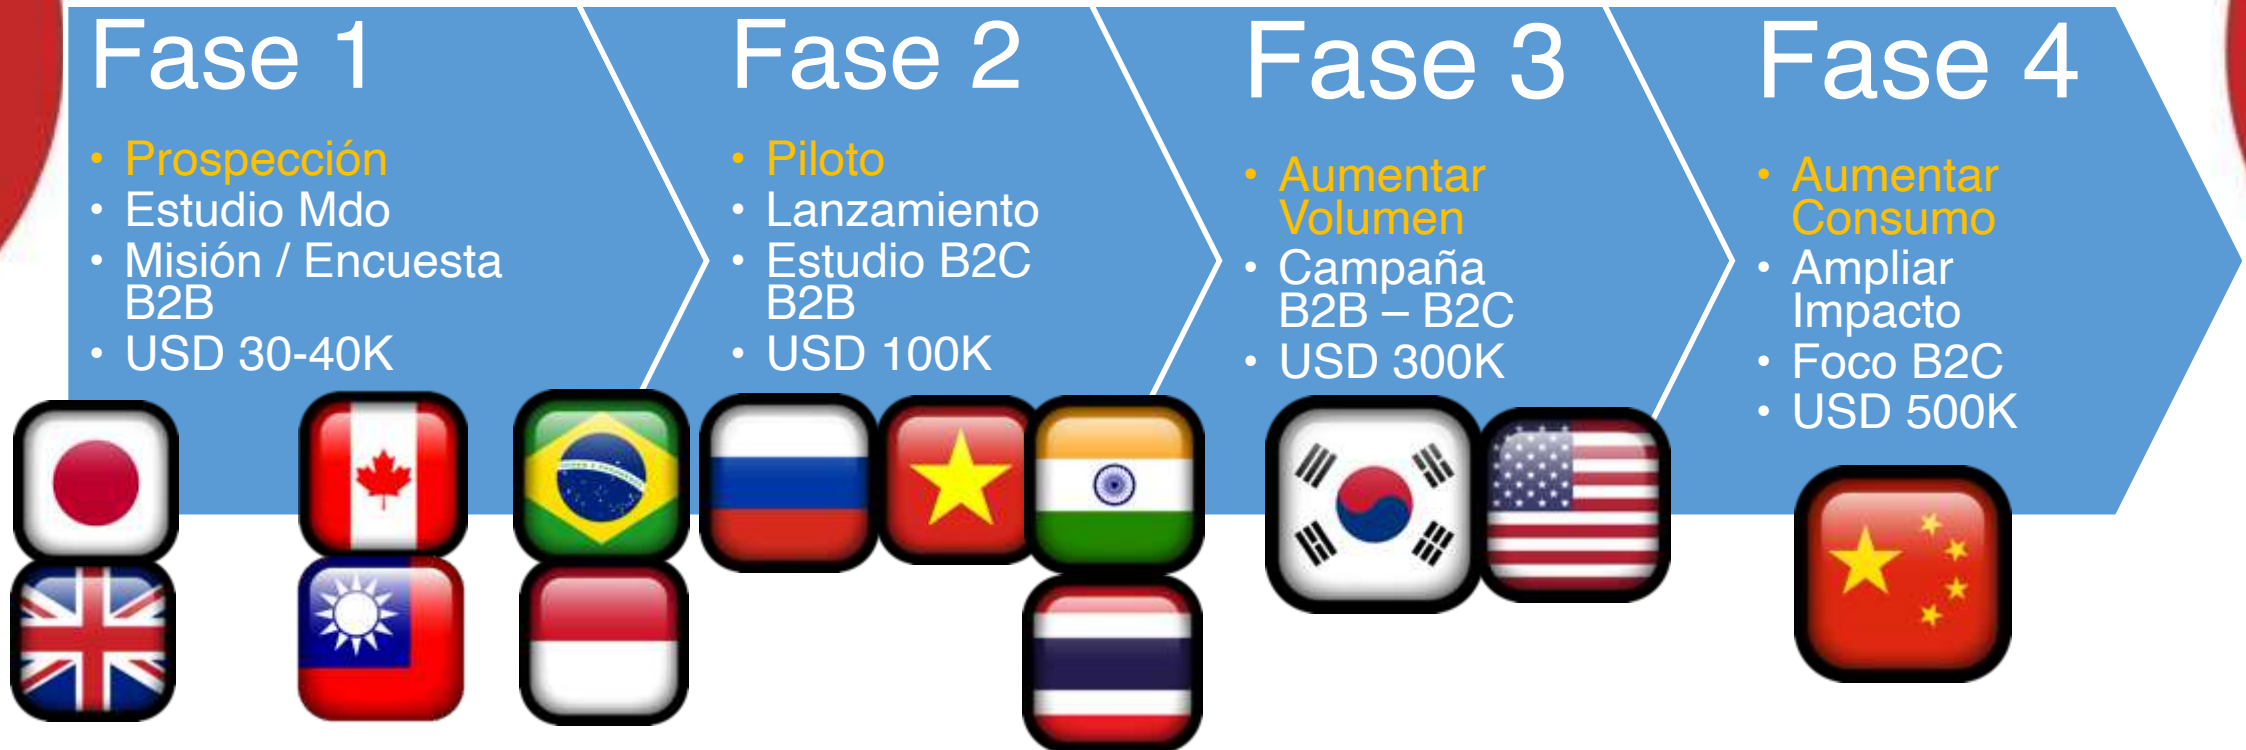 Fase 1
• Prospección
• Estudio Mdo
• Misión / Encuesta
B2B
• USD 30-40K
Fase 2
• Piloto
• Lanzamiento
• Estudio B2C
B2B
• USD 100K
Fase 3
• Aumentar
Volumen
• Campaña
B2B – B2C
• USD 300K
Fase 4
• Aumentar
Consumo
• Ampliar
Impacto
• Foco B2C
• USD 500K